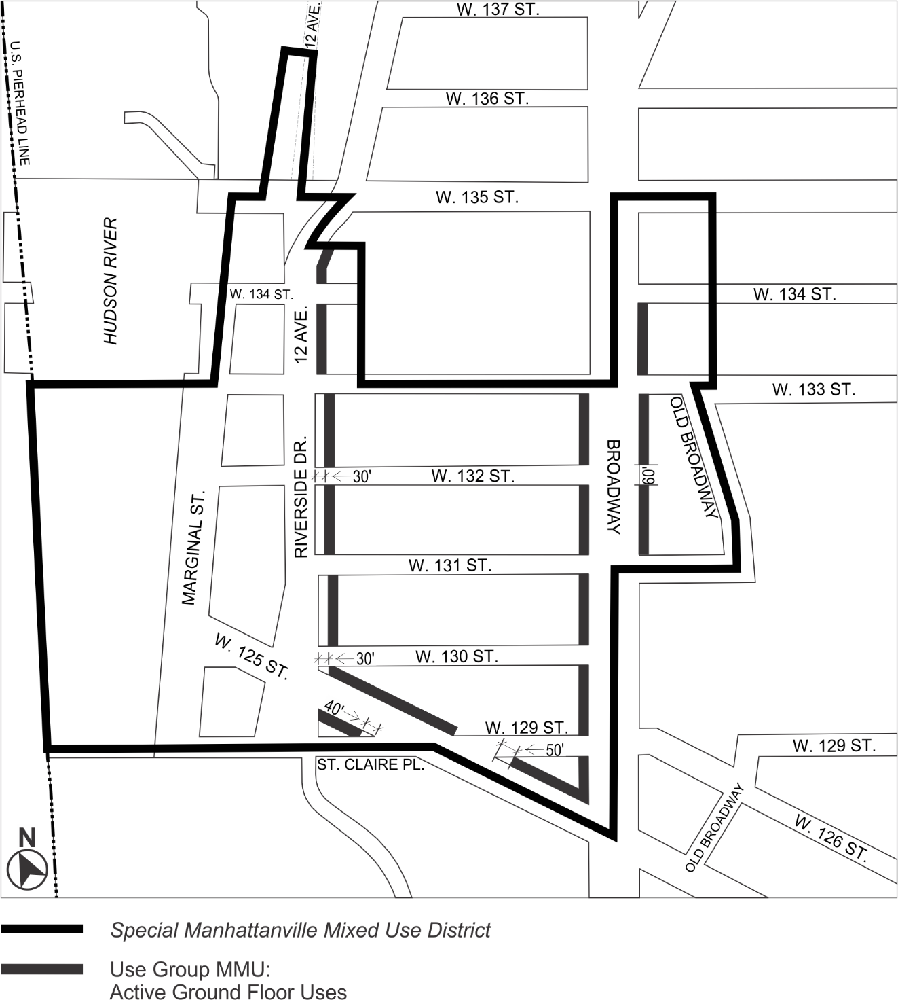 W. 137 ST.
12 AVE.
U.S. PIERHEAD LINE
W. 136 ST.
W. 135 ST.
HUDSON RIVER
W. 134 ST.
W. 134 ST.
12 AVE.
W. 133 ST.
OLD BROADWAY
RIVERSIDE DR.
BROADWAY
30'
W. 132 ST.
60'
MARGINAL ST.
W. 131 ST.
W. 125 ST.
30'
W. 130 ST.
40'
W. 129 ST.
50'
W. 129 ST.
ST. CLAIRE PL.
OLD BROADWAY
W. 126 ST.
N
Special Manhattanville Mixed Use District
Use Group MMU:
Active Ground Floor Uses